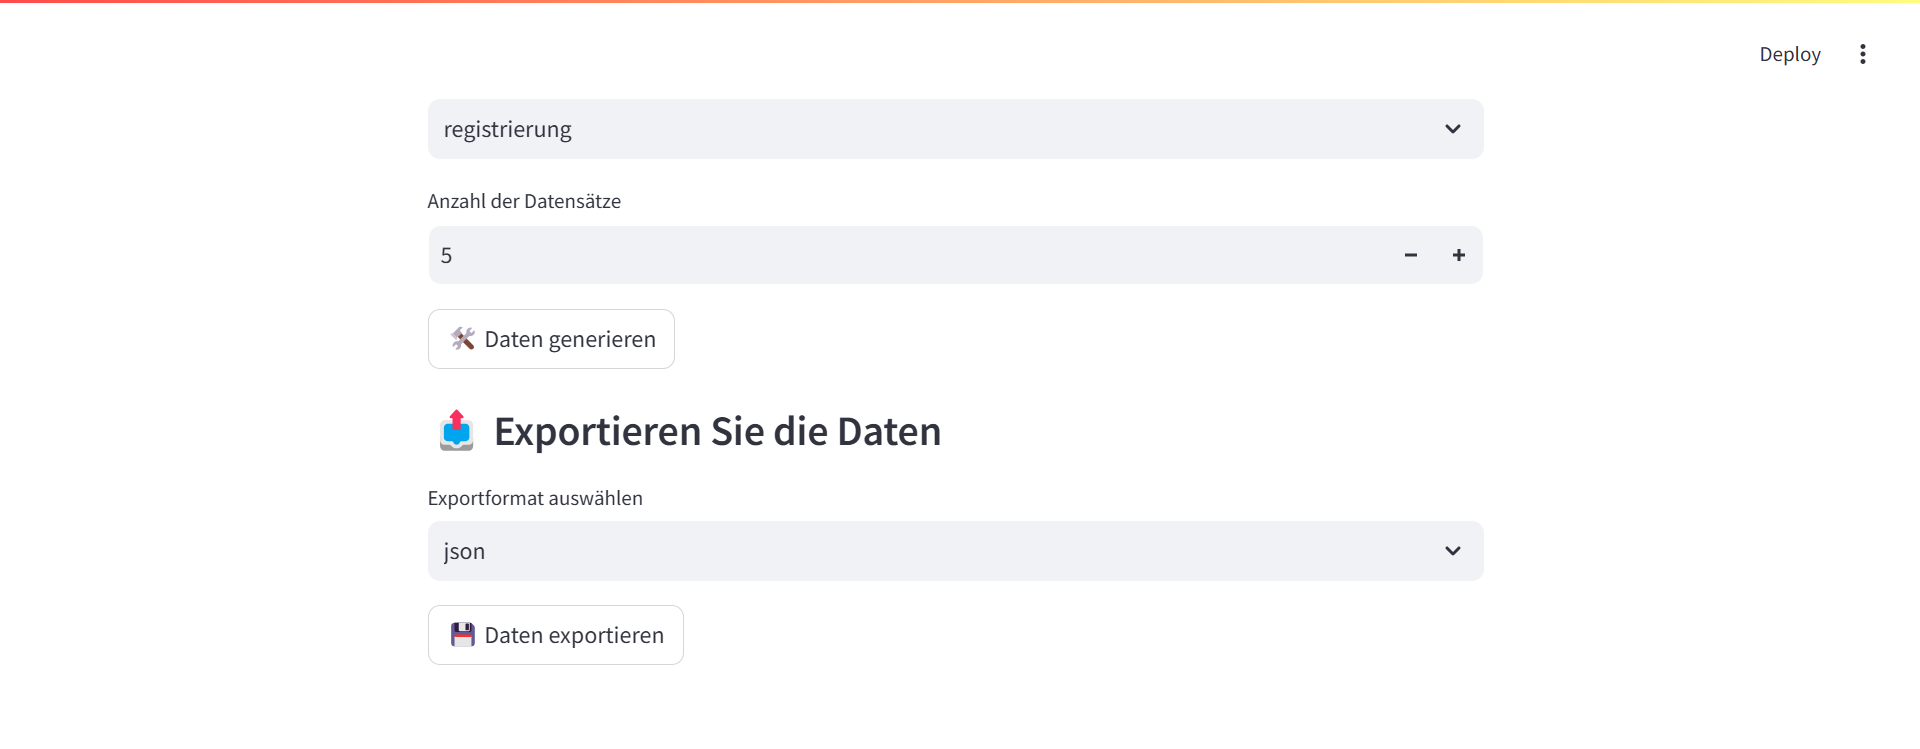 Deploy
registrierung
Anzahl der Datensätze
5
Daten generieren
Exportieren Sie die Daten
Exportformat auswählen
json
Daten exportieren